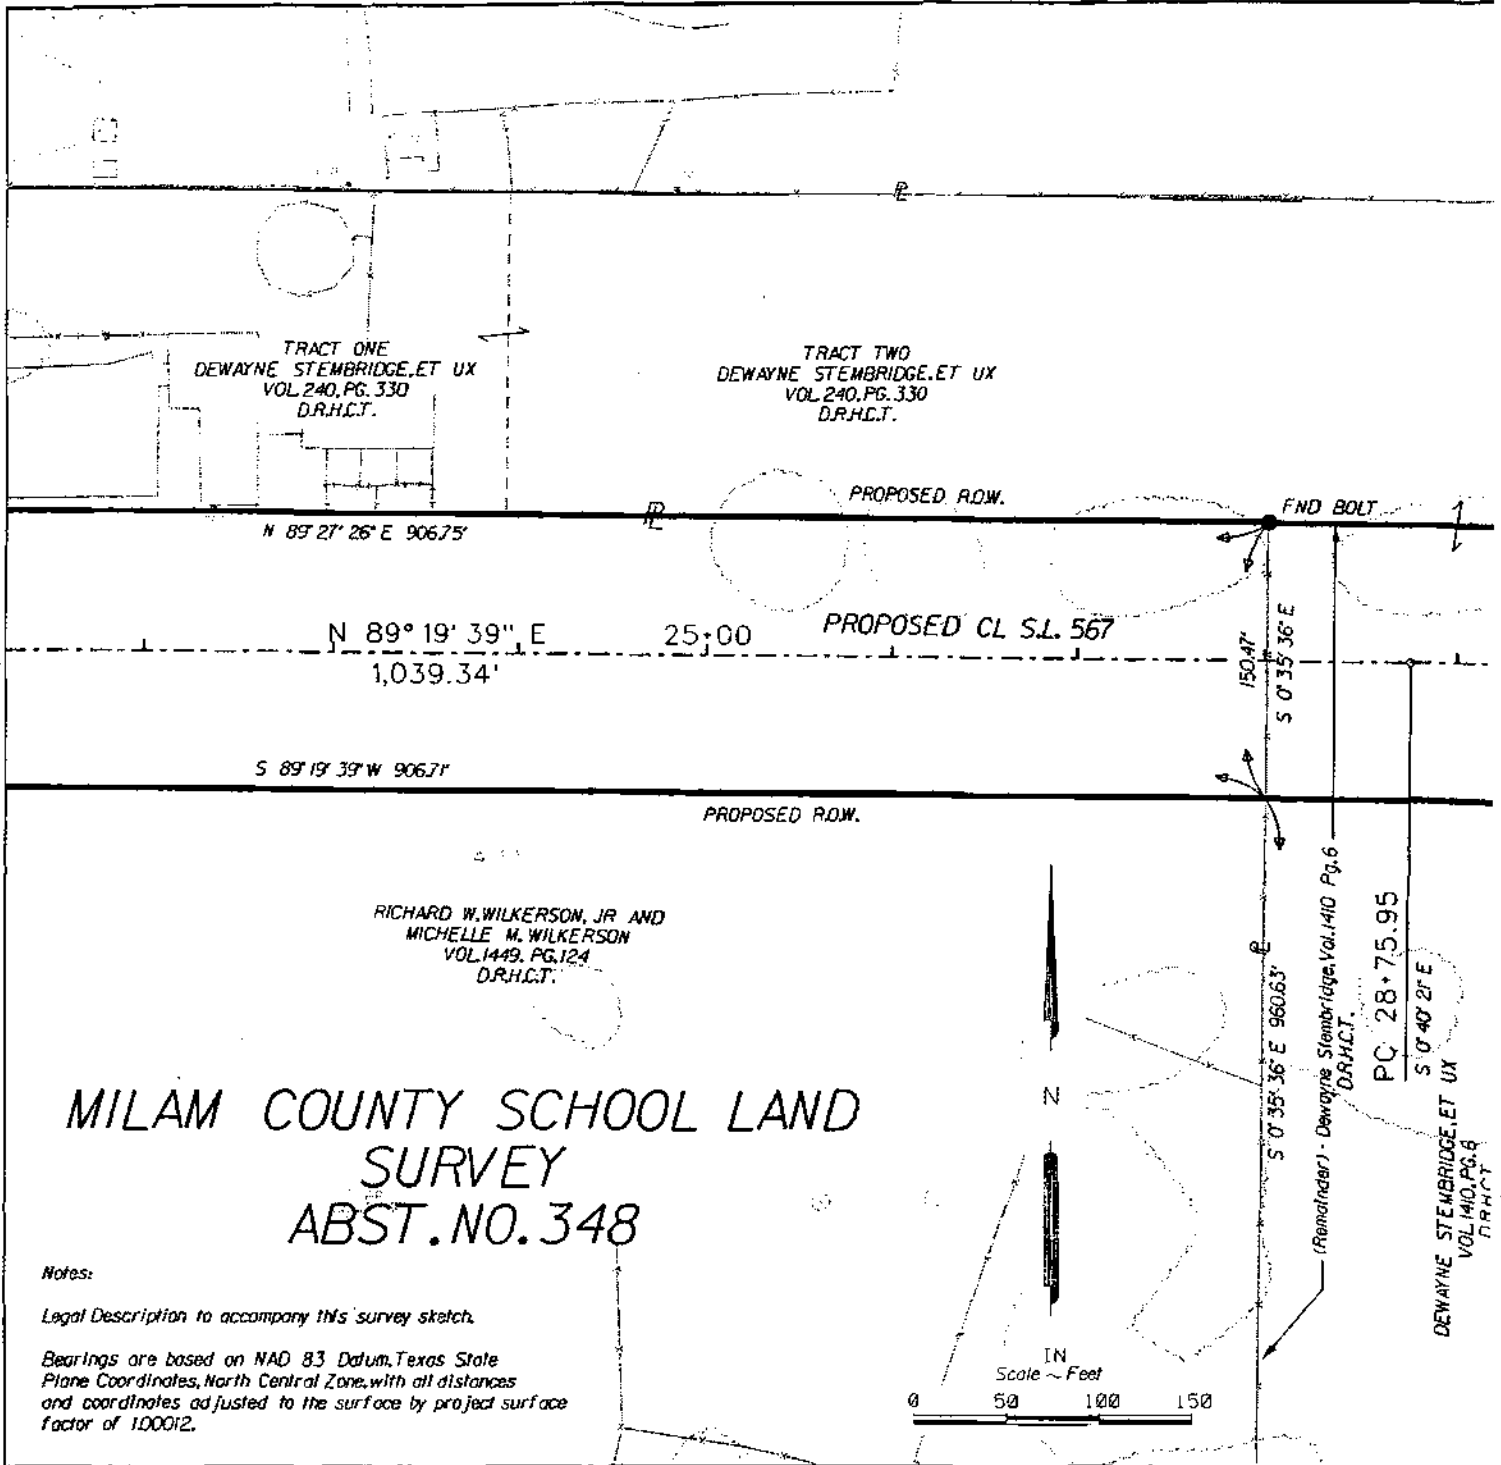 PL
TRACT ONE
DEWAYNE STEMBRIDGE, ET UX
VOL. 240, PG. 330
D.R.H.C.T.
TRACT TWO
DEWAYNE STEMBRIDGE, ET UX
VOL. 240, PG. 330
D.R.H.C.T.
PROPOSED R.O.W.
FND BOLT
PL
N 89° 27' 26" E 906.75'
N 89° 19' 39" E
1,039.34'
25+00
PROPOSED CL S.L. 567
150.47'
S 0° 35' 36" E
S 89° 19' 39" W 906.71'
PROPOSED R.O.W.
RICHARD W. WILKERSON, JR AND
MICHELLE M. WILKERSON
VOL. 1449, PG. 124
D.R.H.C.T.
PL
S 0° 35' 36" E 960.63'
(Remainder) - Dewayne Stembridge, Vol. 1410 Pg. 6
D.R.H.C.T.
PC 28+75.95
S 0° 40' 21" E
DEWAYNE STEMBRIDGE, ET UX
VOL. 1410, PG. 6
D.R.H.C.T.
MILAM COUNTY SCHOOL LAND
SURVEY
ABST. NO. 348
N
Notes:
Legal Description to accompany this survey sketch.
Bearings are based on NAD 83 Datum, Texas State
Plane Coordinates, North Central Zone, with all distances
and coordinates adjusted to the surface by project surface
factor of 1.00012.
IN
Scale ~ Feet
0 50 100 150